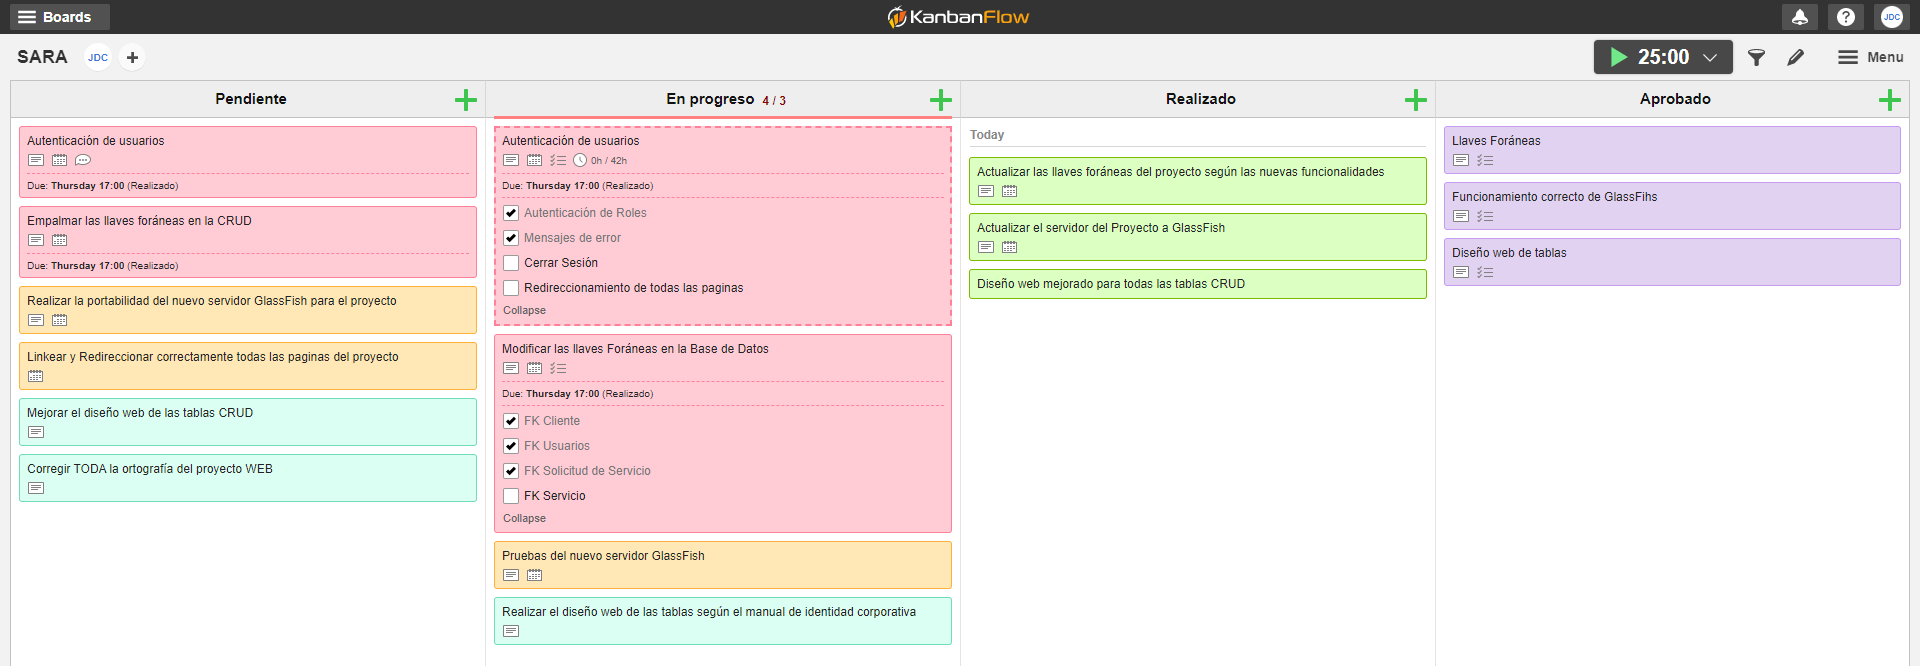 Boards
KanbanFlow
JDC
SARA
JDC
25:00
Menu
Pendiente
Autenticación de usuarios
Due: Thursday 17:00 (Realizado)
Empalmar las llaves foráneas en la CRUD
Due: Thursday 17:00 (Realizado)
Realizar la portabilidad del nuevo servidor GlassFish para el proyecto
Linkear y Redireccionar correctamente todas las paginas del proyecto
Mejorar el diseño web de las tablas CRUD
Corregir TODA la ortografía del proyecto WEB
En progreso 4 / 3
Autenticación de usuarios
0h / 42h
Due: Thursday 17:00 (Realizado)
Autenticación de Roles
Mensajes de error
Cerrar Sesión
Redireccionamiento de todas las paginas
Collapse
Modificar las llaves Foráneas en la Base de Datos
Due: Thursday 17:00 (Realizado)
FK Cliente
FK Usuarios
FK Solicitud de Servicio
FK Servicio
Collapse
Pruebas del nuevo servidor GlassFish
Realizar el diseño web de las tablas según el manual de identidad corporativa
Realizado
Today
Actualizar las llaves foráneas del proyecto según las nuevas funcionalidades
Actualizar el servidor del Proyecto a GlassFish
Diseño web mejorado para todas las tablas CRUD
Aprobado
Llaves Foráneas
Funcionamiento correcto de GlassFihs
Diseño web de tablas